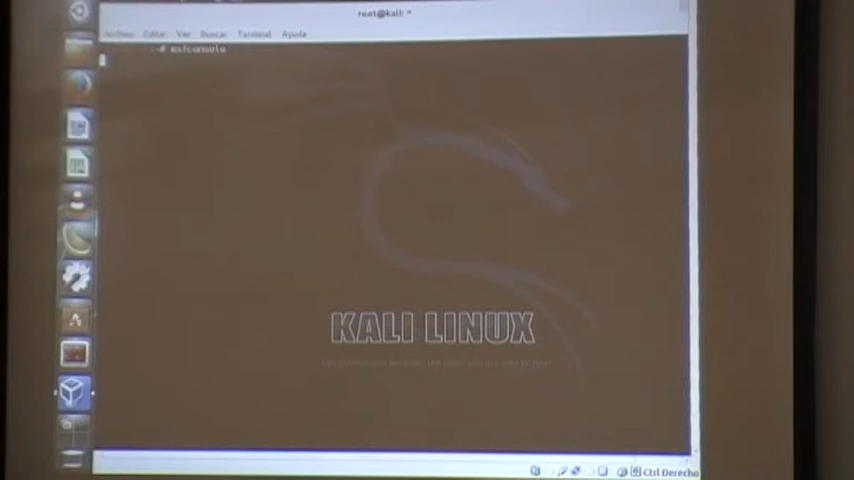 root@kali: ~
Archivo Editar Ver Buscar Terminal Ayuda
:~# msfconsole
KALI LINUX
Ctrl Derecho